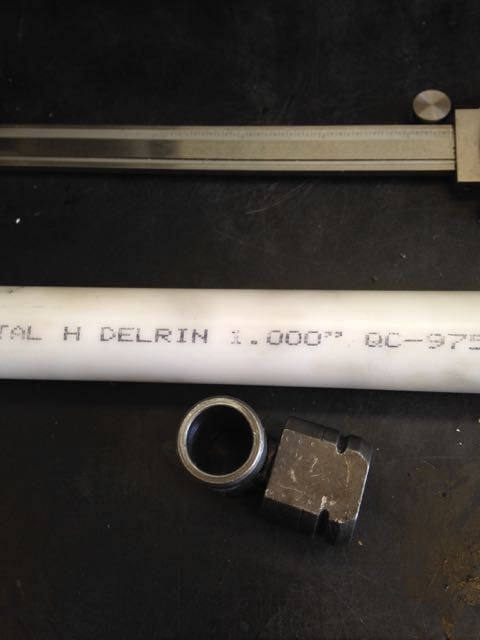 TAL H DELRIN 1.000" QC-975